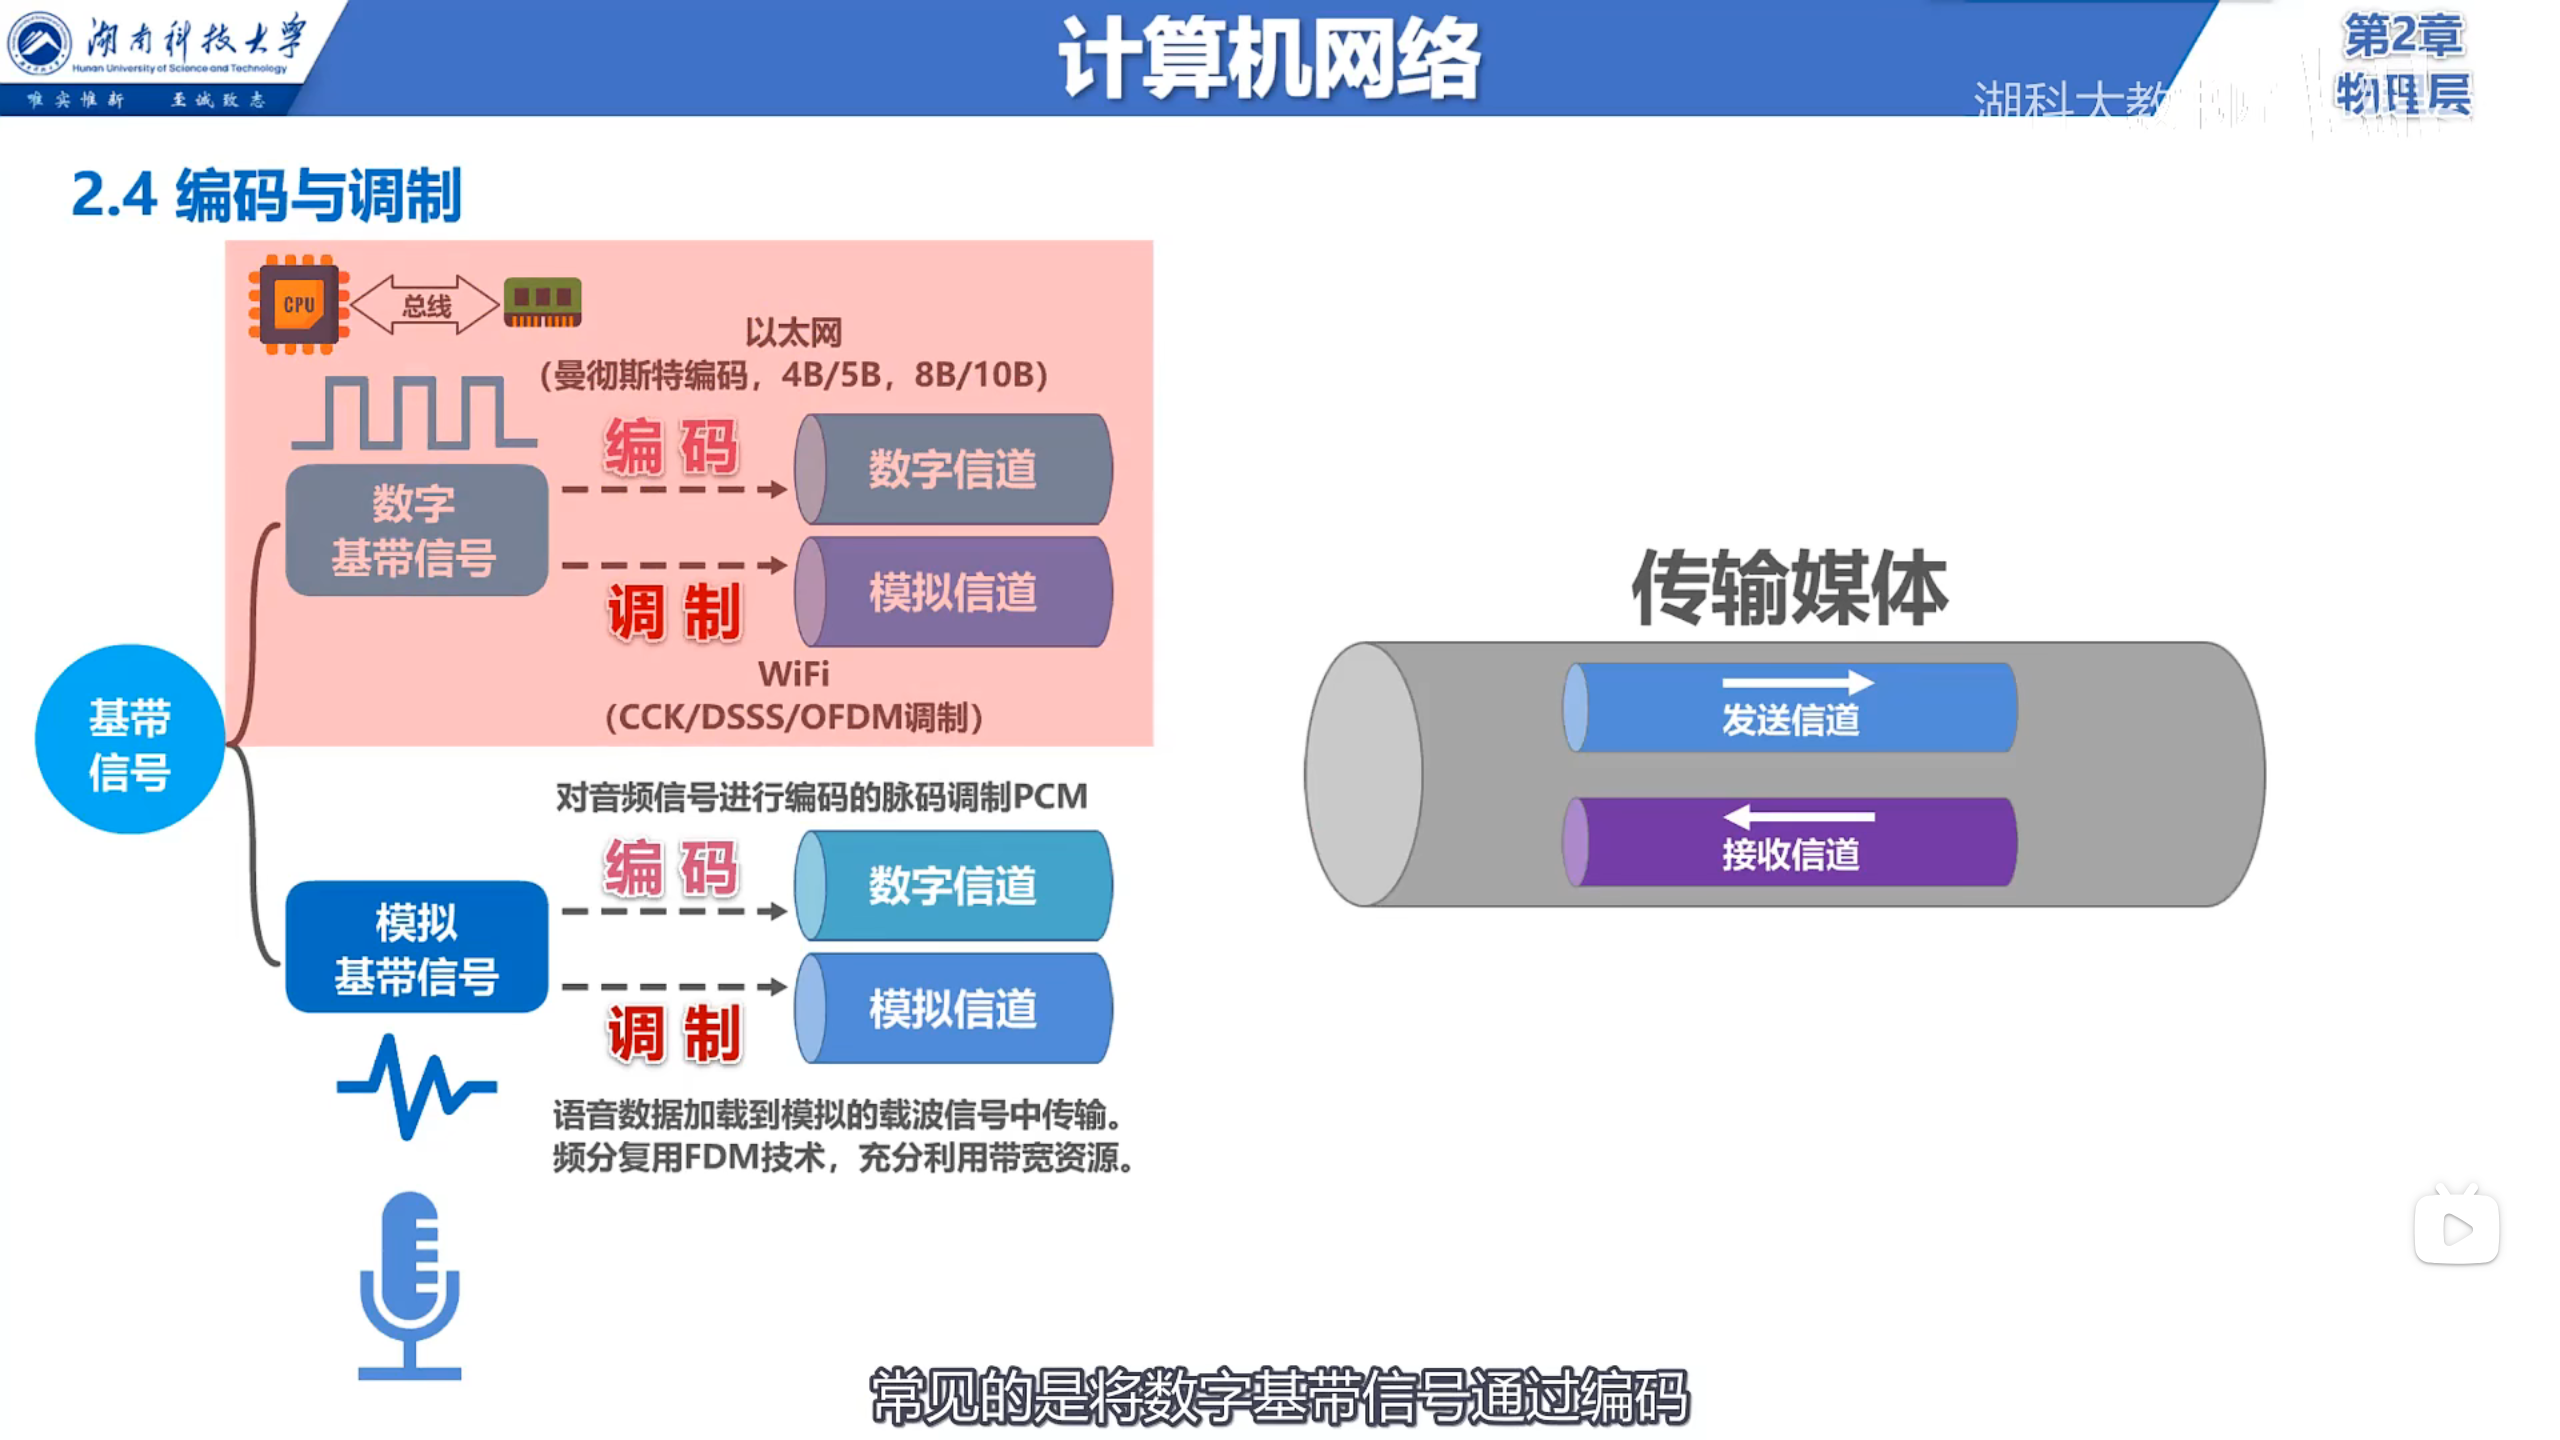 湖南科技大学
Hunan University of Science and Technology
唯实惟新 至诚致志
计算机网络
第2章
物理层
湖科大教
2.4 编码与调制
CPU
总线
以太网
（曼彻斯特编码，4B/5B，8B/10B）
编码
数字信道
数字
基带信号
调制
模拟信道
WiFi
（CCK/DSSS/OFDM调制）
基带
信号
对音频信号进行编码的脉码调制PCM
编码
数字信道
模拟
基带信号
调制
模拟信道
语音数据加载到模拟的载波信号中传输。
频分复用FDM技术，充分利用带宽资源。
传输媒体
发送信道
接收信道
常见的是将数字基带信号通过编码